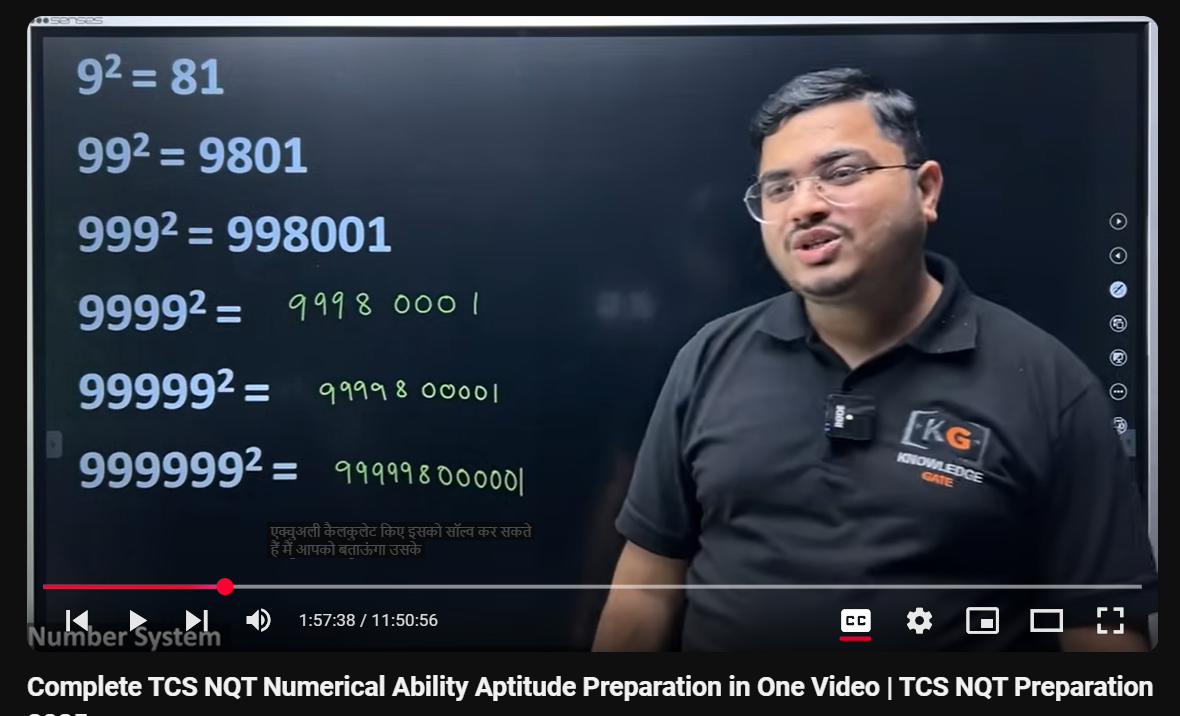 senses
9² = 81
99² = 9801
999² = 998001
9999² = 9998 0001
99999² = 99998 00001
999999² = 999998000001
RODE
KG
KNOWLEDGE
GATE
एक्चुअली कैलकुलेट किए इसको सॉल्व कर सकते
हैं मैं आपको बताऊंगा उसके
1:57:38 / 11:50:56
CC
Number System
Complete TCS NQT Numerical Ability Aptitude Preparation in One Video | TCS NQT Preparation